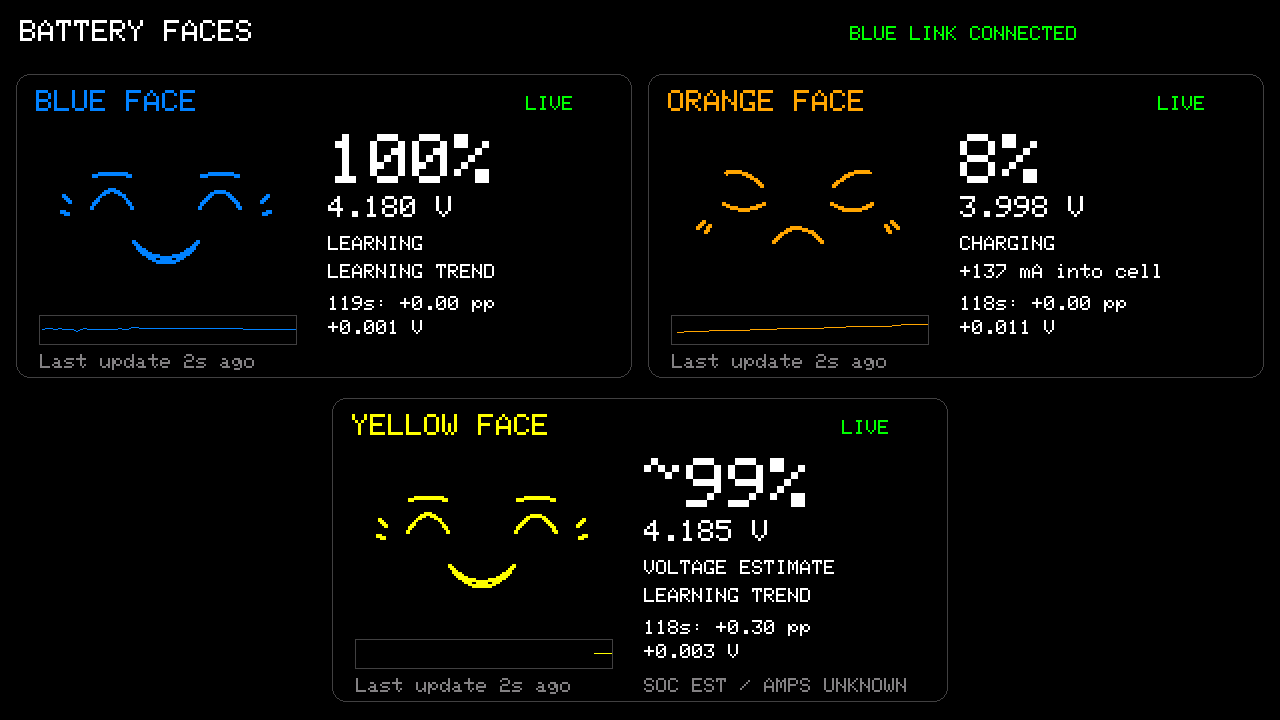 BATTERY FACES
BLUE LINK CONNECTED
BLUE FACE
LIVE
100%
4.180 V
LEARNING
LEARNING TREND
119s: +0.00 pp
+0.001 V
Last update 2s ago
ORANGE FACE
LIVE
8%
3.998 V
CHARGING
+137 mA into cell
118s: +0.00 pp
+0.011 V
Last update 2s ago
YELLOW FACE
LIVE
~99%
4.185 V
VOLTAGE ESTIMATE
LEARNING TREND
118s: +0.30 pp
+0.003 V
Last update 2s ago
SOC EST / AMPS UNKNOWN